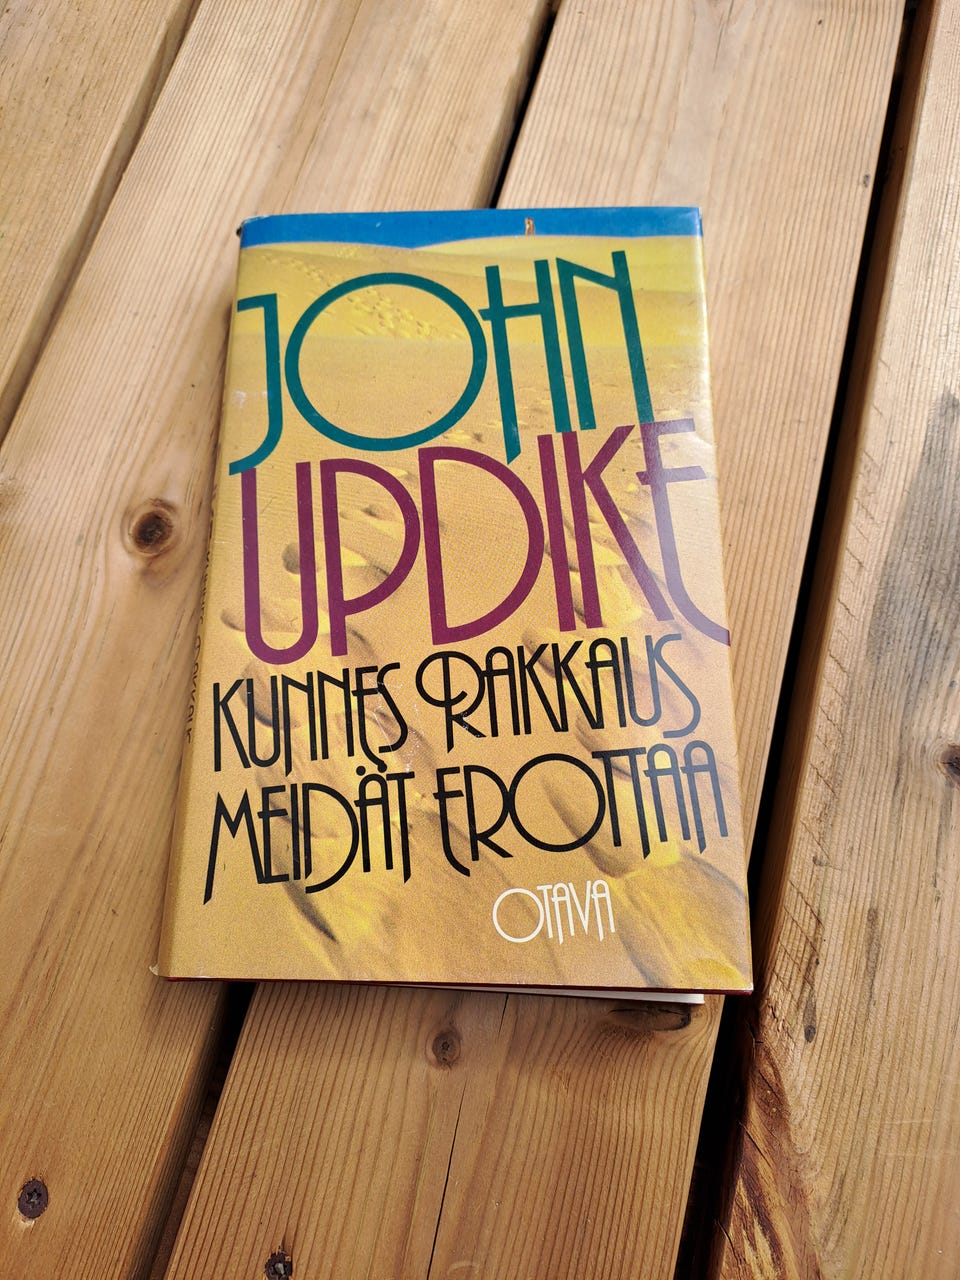 JOHN
UPDIKE
KUNNES RAKKAUS
MEIDÄT EROTTAA
OTAVA